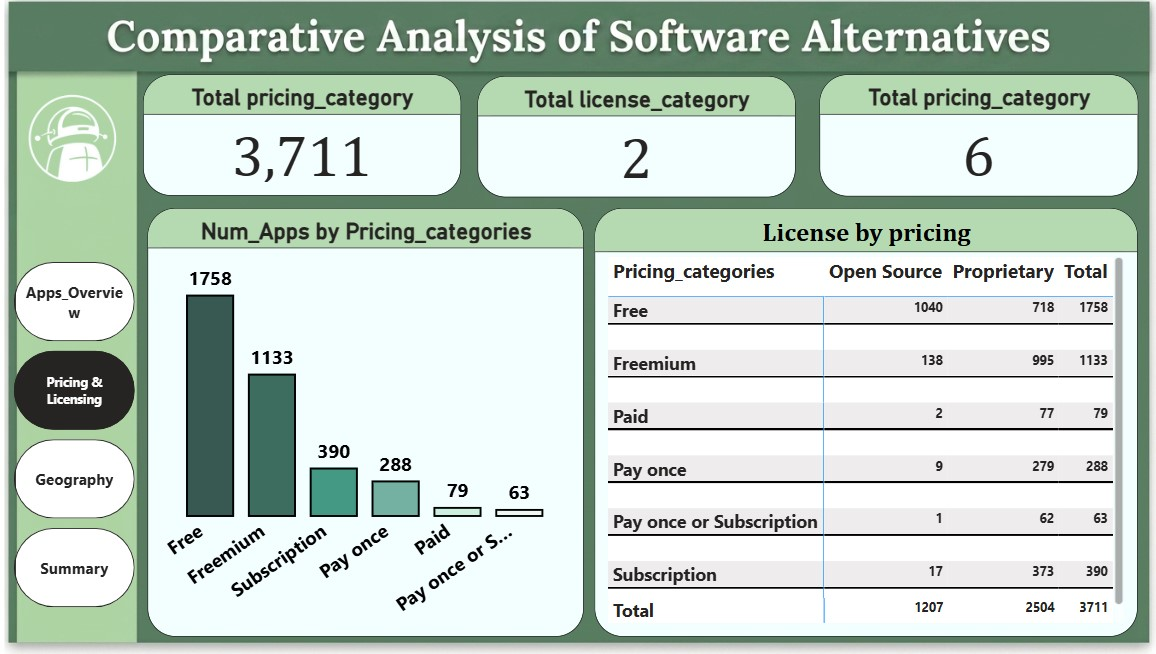 Comparative Analysis of Software Alternatives
Total pricing_category
3,711
Total license_category
2
Total pricing_category
6
Apps_Overvie
w
Pricing &
Licensing
Geography
Summary
Num_Apps by Pricing_categories
1758
1133
390
288
79
63
Free
Freemium
Subscription
Pay once
Paid
Pay once or S...
License by pricing
Pricing_categories Open Source Proprietary Total
Free 1040 718 1758
Freemium 138 995 1133
Paid 2 77 79
Pay once 9 279 288
Pay once or Subscription 1 62 63
Subscription 17 373 390
Total 1207 2504 3711